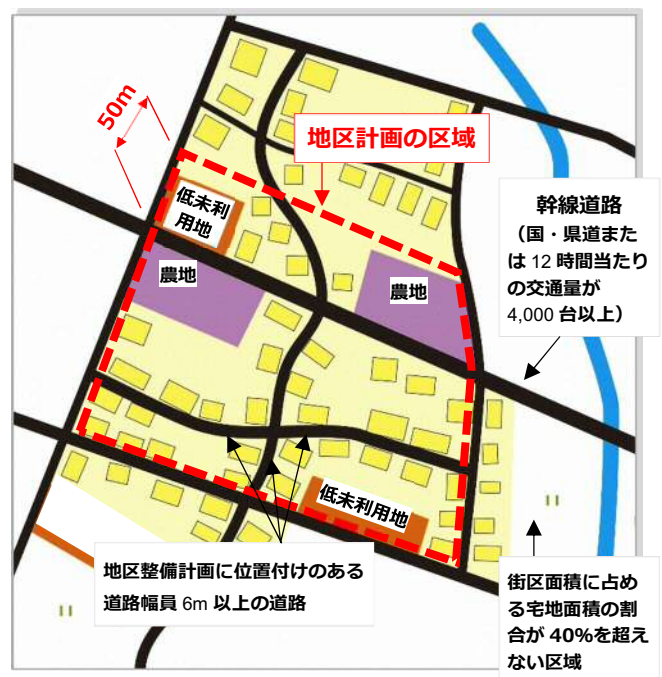 50m
地区計画の区域
低未利
用地
幹線道路
（国・県道また
は 12 時間当たり
の交通量が
4,000 台以上）
農地
農地
低未利用地
地区整備計画に位置付けのある
道路幅員 6m 以上の道路
街区面積に占め
る宅地面積の割
合が 40%を超え
ない区域